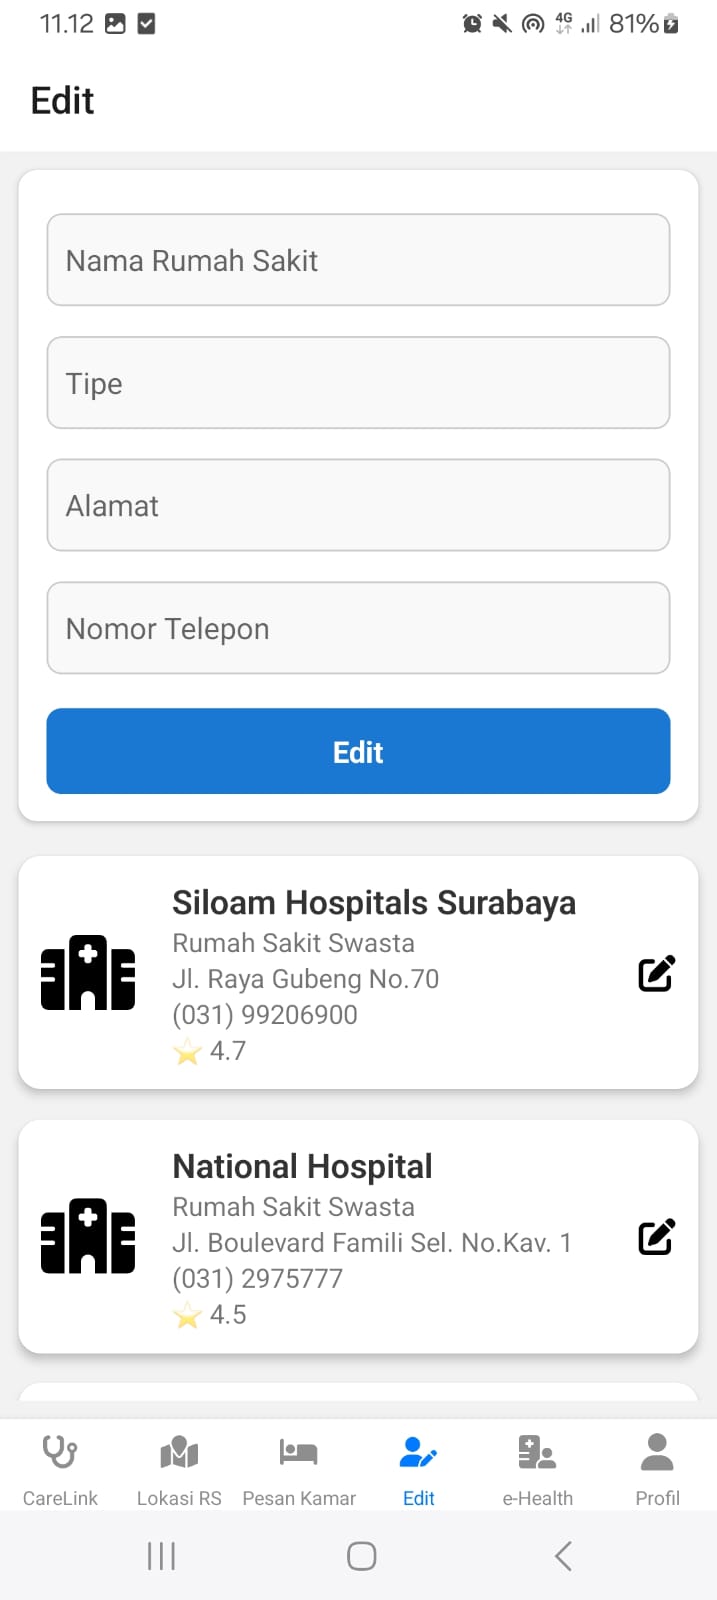 11.12
4G
81%
Edit
Nama Rumah Sakit
Tipe
Alamat
Nomor Telepon
Edit
Siloam Hospitals Surabaya
Rumah Sakit Swasta
Jl. Raya Gubeng No.70
(031) 99206900
⭐ 4.7
National Hospital
Rumah Sakit Swasta
Jl. Boulevard Famili Sel. No.Kav. 1
(031) 2975777
⭐ 4.5
CareLink
Lokasi RS
Pesan Kamar
Edit
e-Health
Profil